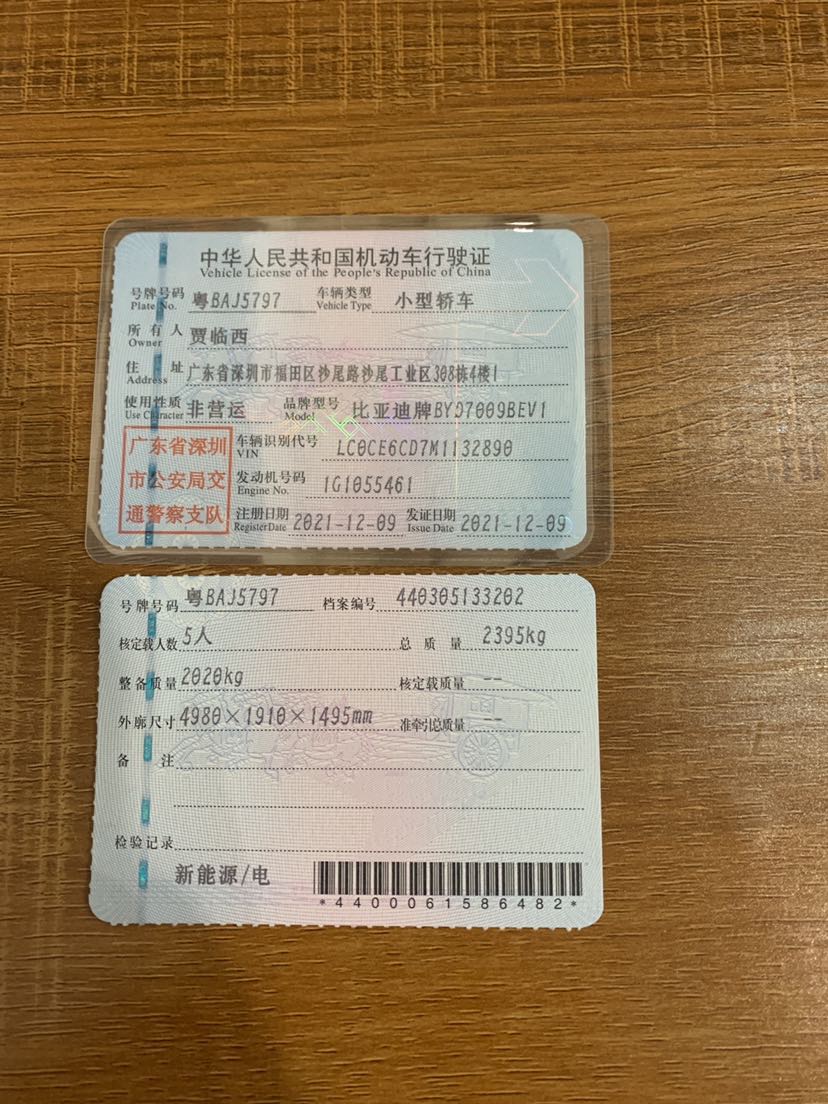 中华人民共和国机动车行驶证
Vehicle License of the People's Republic of China
号牌号码 粤BAJ5797 车辆类型 小型轿车
Plate No. Vehicle Type
所有人 贾临西
Owner
住址 广东省深圳市福田区沙尾路沙尾工业区308栋4楼1
Address
使用性质 非营运 品牌型号 比亚迪牌BYD7009BEV1
Use Character Model
广东省深圳市公安局交通警察支队
车辆识别代号 LC0CE6CD7M1132890
VIN
发动机号码 1G1055461
Engine No.
注册日期 2021-12-09 发证日期 2021-12-09
Register Date Issue Date
号牌号码 粤BAJ5797 档案编号 440305133202
核定载人数 5人 总质量 2395kg
整备质量 2020kg 核定载质量 --
外廓尺寸 4980×1910×1495mm 准牵引总质量 --
备注
检验记录
新能源/电
*4400061586482*